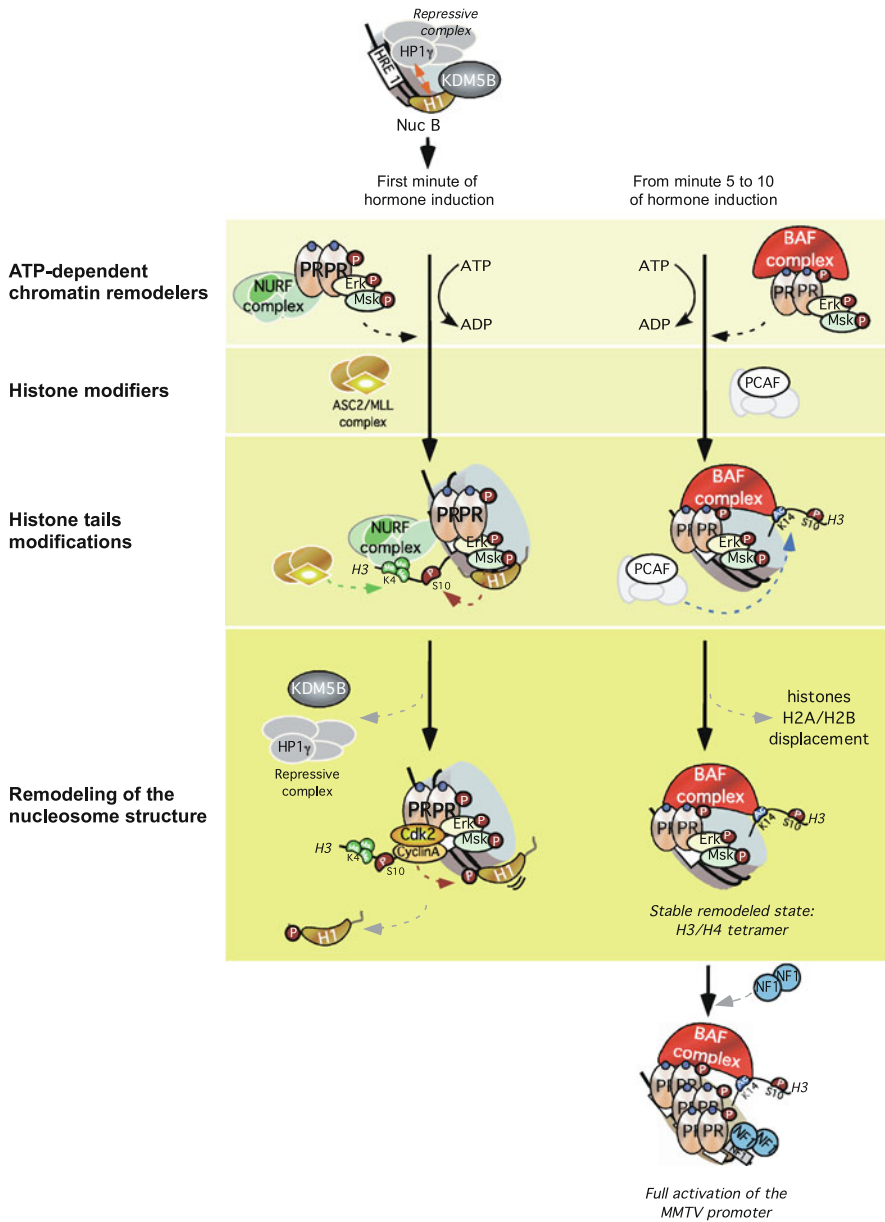 Repressive
complex
HP1γ
HRE 1
KDM5B
H1
Nuc B
First minute of
hormone induction
From minute 5 to 10
of hormone induction
ATP-dependent
chromatin remodelers
NURF
complex
PR PR
P
Erk P
Msk P
ATP
ADP
ATP
ADP
BAF
complex
PR PR
P
Erk P
Msk P
Histone modifiers
ASC2/MLL
complex
PCAF
Histone tails
modifications
NURF
complex
PR PR
P
Erk P
Msk P
H3
K4
P
S10
H1
BAF
complex
PR PR
P
Erk P
Msk P
K14
S10
P
H3
PCAF
Remodeling of the
nucleosome structure
KDM5B
HP1γ
Repressive
complex
PR PR
P
Erk P
Msk P
Cdk2
CyclinA
H3
K4
P
S10
P
H1
P
H1
histones
H2A/H2B
displacement
BAF
complex
PR PR
P
Erk P
Msk P
K14
S10
P
H3
Stable remodeled state:
H3/H4 tetramer
NF1
NF1
BAF
complex
PR PR
P
PR PR
P
PR PR
P
K14
S10
P
H3
NF1
NF1
NF1
Full activation of the
MMTV promoter